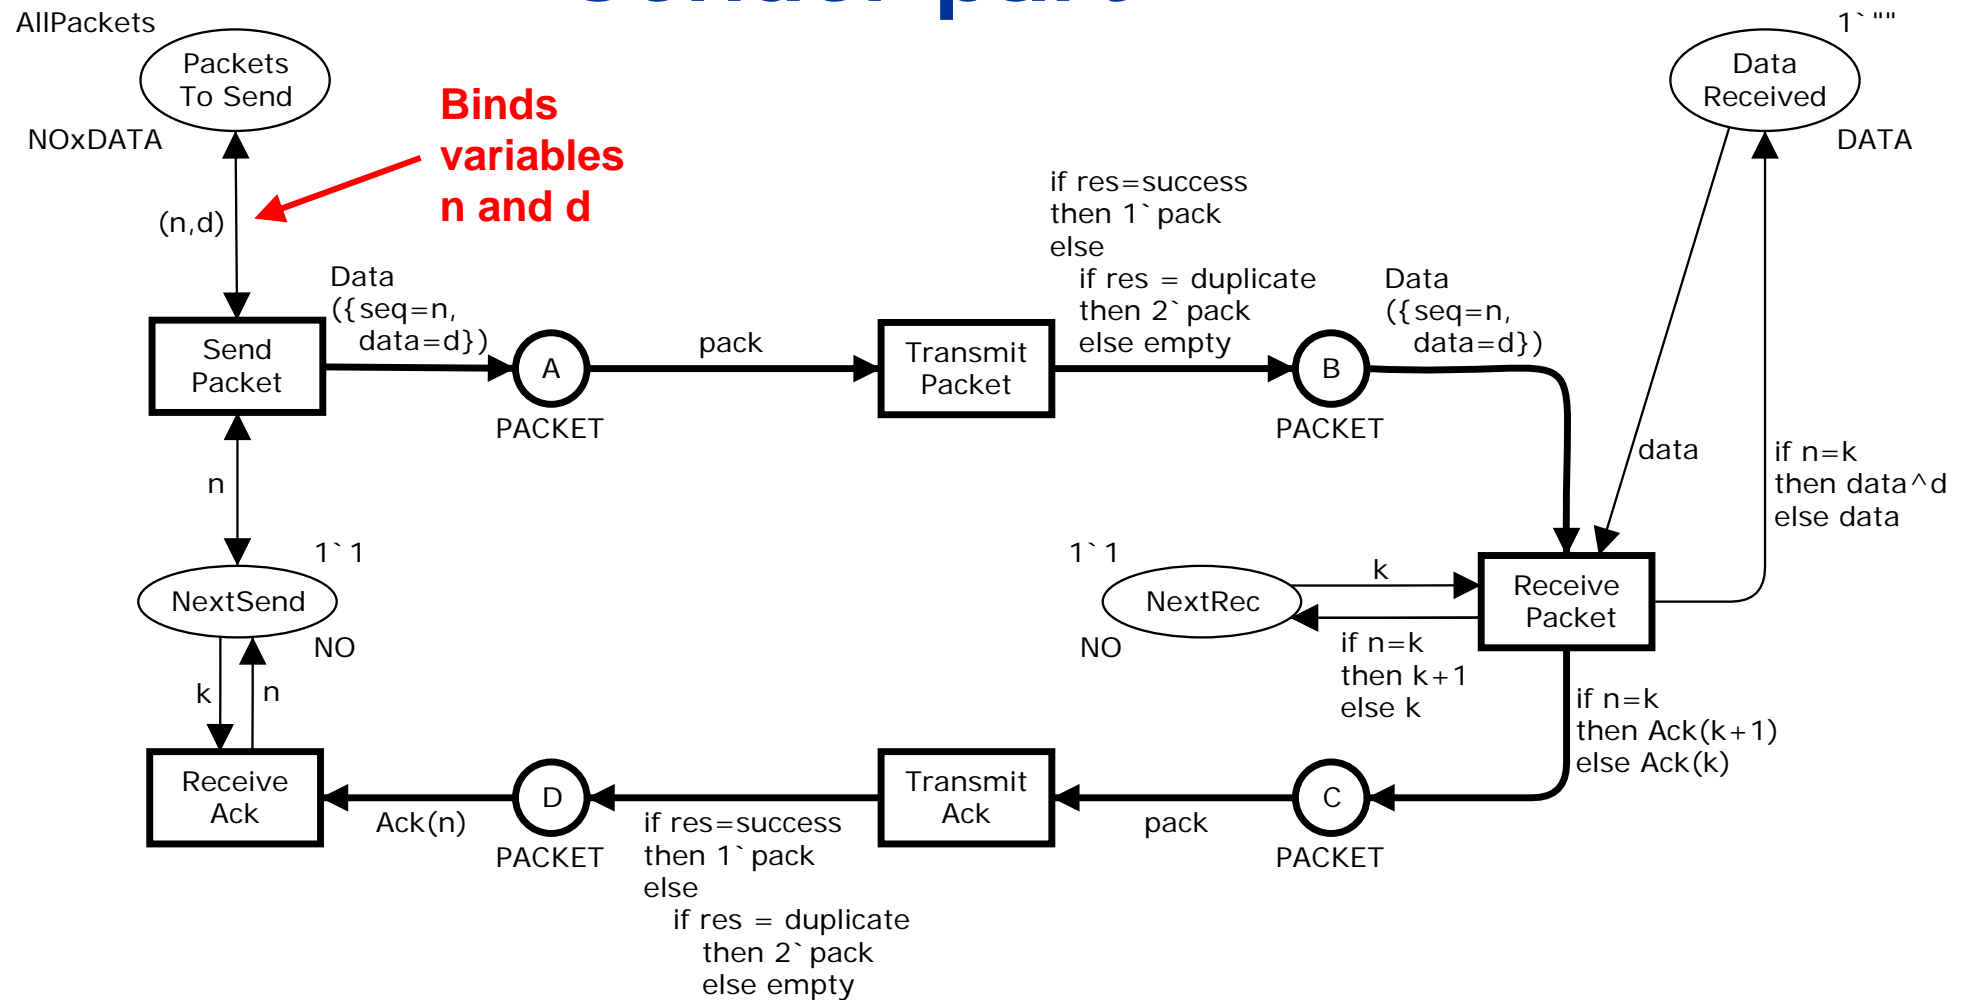 AllPackets
Packets
To Send
NOxDATA
Binds
variables
n and d
(n,d)
Data
({seq=n,
data=d})
Send
Packet
A
PACKET
pack
Transmit
Packet
if res=success
then 1`pack
else
if res = duplicate
then 2`pack
else empty
B
PACKET
Data
({seq=n,
data=d})
1`""
Data
Received
DATA
data
if n=k
then data^d
else data
n
1`1
NextSend
NO
k
n
1`1
NextRec
NO
k
if n=k
then k+1
else k
Receive
Packet
if n=k
then Ack(k+1)
else Ack(k)
Receive
Ack
Ack(n)
D
PACKET
if res=success
then 1`pack
else
if res = duplicate
then 2`pack
else empty
Transmit
Ack
pack
C
PACKET